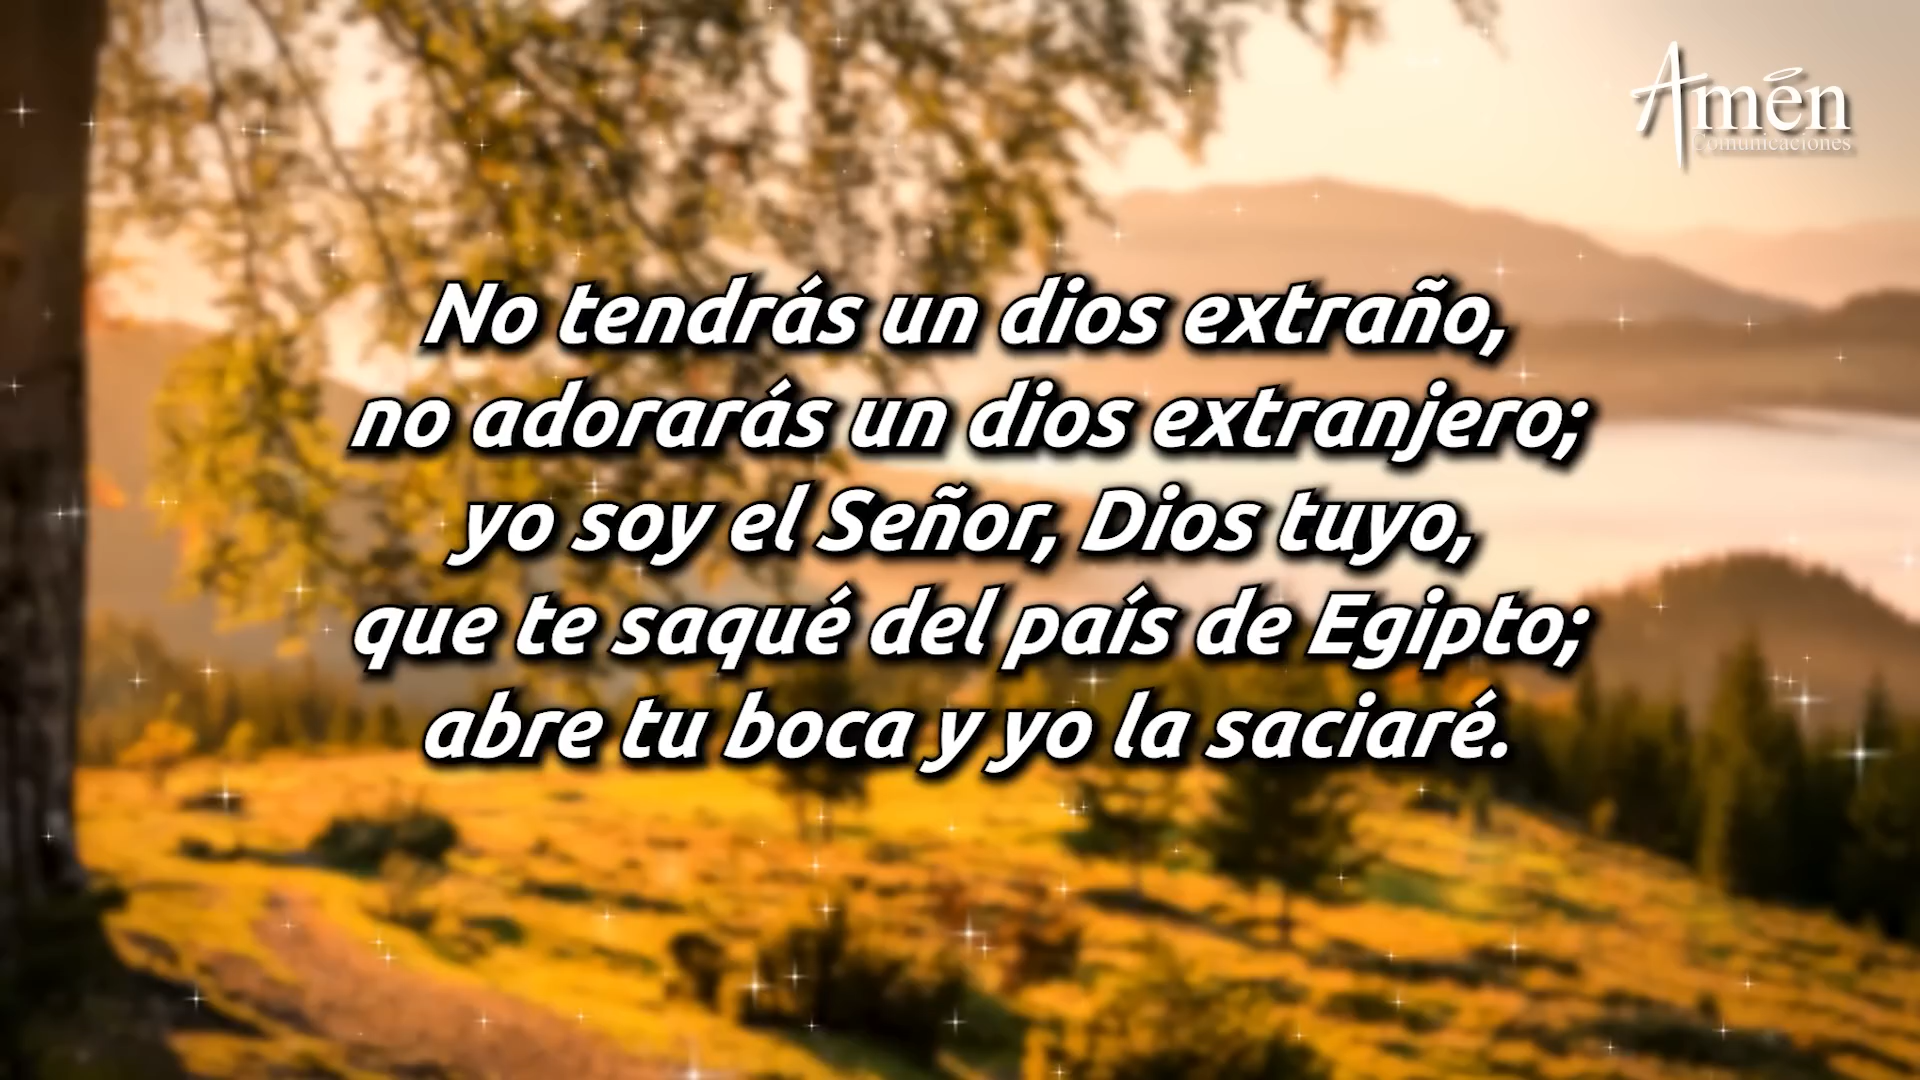 Amén
Comunicaciones
No tendrás un dios extraño,
no adorarás un dios extranjero;
yo soy el Señor, Dios tuyo,
que te saqué del país de Egipto;
abre tu boca y yo la saciaré.